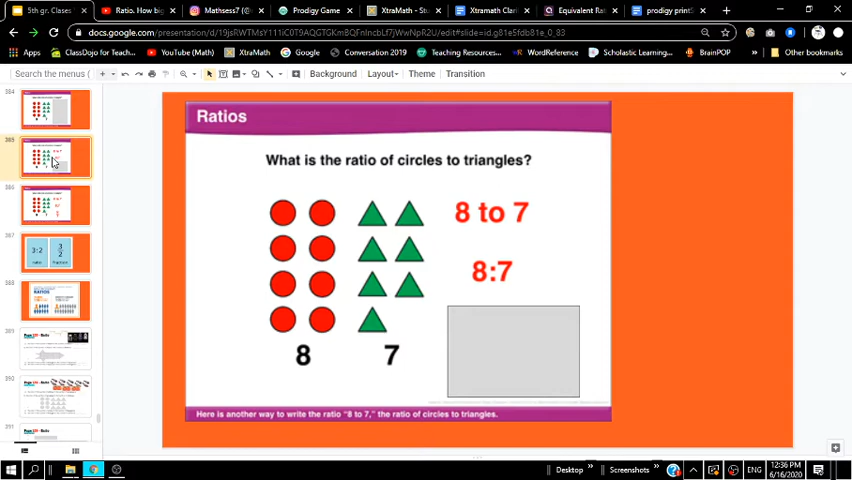 5th gr. Clases
Ratio. How big
Mathsess7 (@
Prodigy Game
XtraMath - Stu
Xtramath Clari
Equivalent Rat
prodigy print S
docs.google.com/presentation/d/19jsRWTMsY1
edit#slide=id.g81e5fdb81e_0_83
Apps
ClassDojo for Teach...
YouTube (Math)
XtraMath
Google
Conversation 2019
Teaching Resources...
WordReference
Scholastic Learning...
BrainPOP
Other bookmarks
Search the menus (
Background
Layout
Theme
Transition
384
385
386
387
3:2
ratio
3
2
fraction
388
RATIOS
389
390
391
Ratios
What is the ratio of circles to triangles?
8 to 7
8:7
8
7
Here is another way to write the ratio "8 to 7," the ratio of circles to triangles.
Desktop
Screenshots
ENG
12:36 PM
6/16/2020